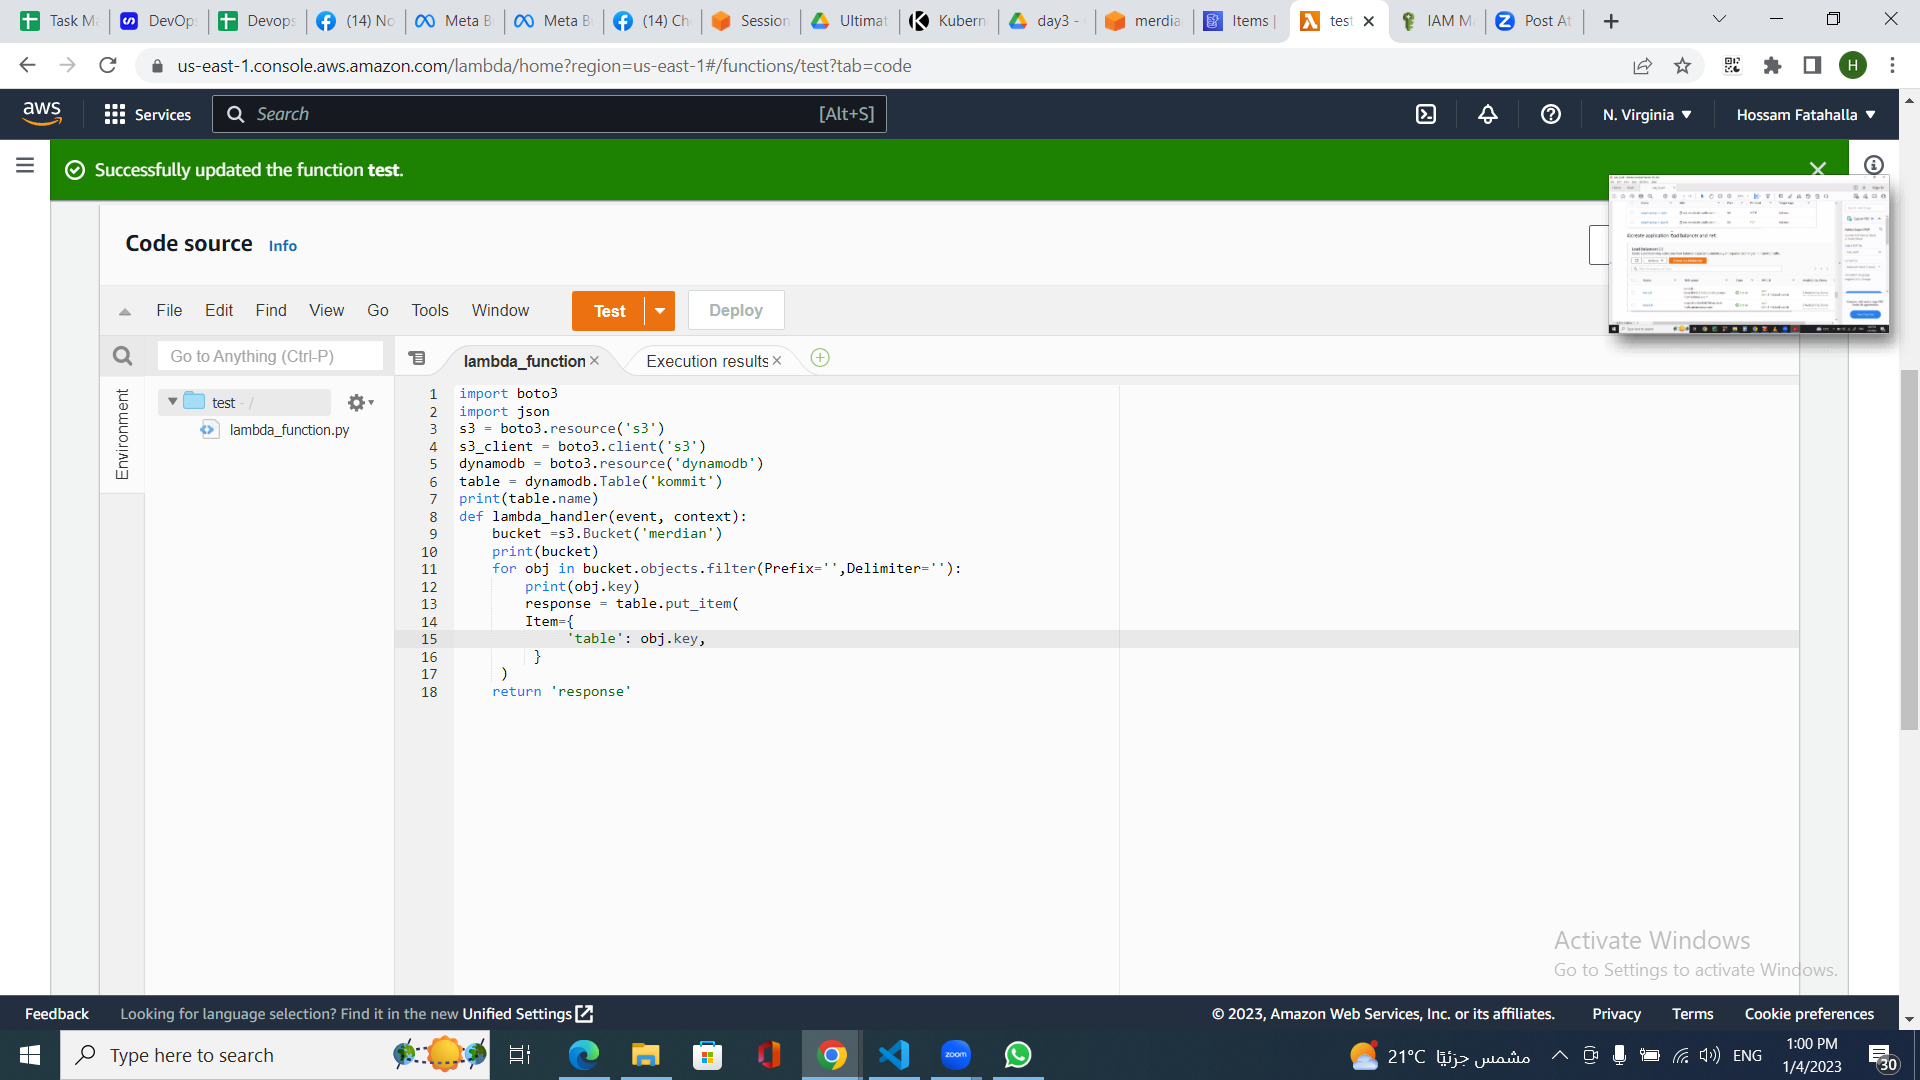 Task Ma
DevOp
Devops
(14) No
Meta B
Meta B
(14) Ch
Session
Ultimat
Kubern
day3 -
merdia
Items |
test
IAM M
Post At
us-east-1.console.aws.amazon.com/lambda/home?region=us-east-1#/functions/test?tab=code
H
aws
Services
Search
[Alt+S]
N. Virginia
Hossam Fatahalla
Successfully updated the function test.
Code source Info
File Edit Find View Go Tools Window
Test
Deploy
Go to Anything (Ctrl-P)
lambda_function
Execution results
Environment
test - /
lambda_function.py
1 import boto3
2 import json
3 s3 = boto3.resource('s3')
4 s3_client = boto3.client('s3')
5 dynamodb = boto3.resource('dynamodb')
6 table = dynamodb.Table('kommit')
7 print(table.name)
8 def lambda_handler(event, context):
9 bucket =s3.Bucket('merdian')
10 print(bucket)
11 for obj in bucket.objects.filter(Prefix='',Delimiter=''):
12 print(obj.key)
13 response = table.put_item(
14 Item={
15 'table': obj.key,
16 }
17 )
18 return 'response'
Activate Windows
Go to Settings to activate Windows.
Feedback
Looking for language selection? Find it in the new Unified Settings
© 2023, Amazon Web Services, Inc. or its affiliates.
Privacy
Terms
Cookie preferences
Type here to search
zoom
21°C مشمس جزئيًا
ENG
1:00 PM
1/4/2023
30